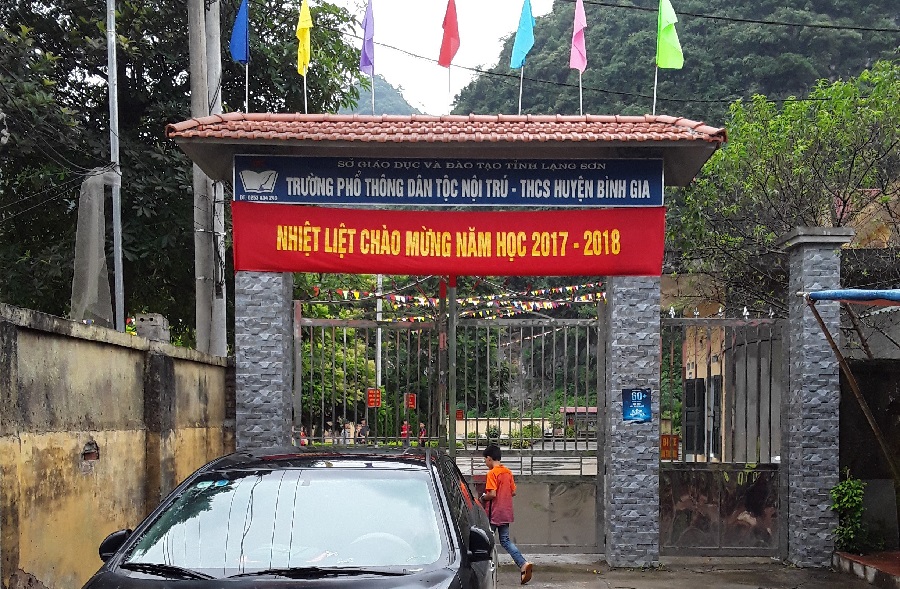 SỞ GIÁO DỤC VÀ ĐÀO TẠO TỈNH LẠNG SƠN
TRƯỜNG PHỔ THÔNG DÂN TỘC NỘI TRÚ - THCS HUYỆN BÌNH GIA
NHIỆT LIỆT CHÀO MỪNG NĂM HỌC 2017 - 2018
60+